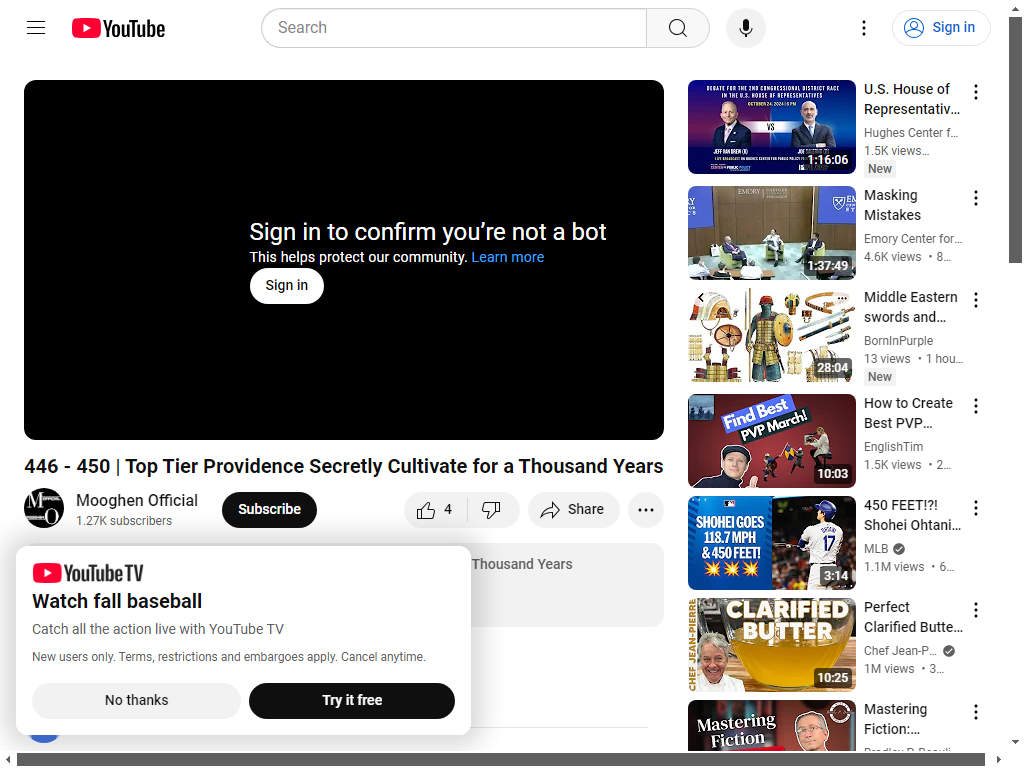 YouTube
Search
Sign in
Sign in to confirm you’re not a bot
This helps protect our community. Learn more
Sign in
446 - 450 | Top Tier Providence Secretly Cultivate for a Thousand Years
Mooghen Official
1.27K subscribers
Subscribe
4
Share
Thousand Years
YouTube TV
Watch fall baseball
Catch all the action live with YouTube TV
New users only. Terms, restrictions and embargoes apply. Cancel anytime.
No thanks
Try it free
DEBATE FOR THE 2ND CONGRESSIONAL DISTRICT RACE
IN THE U.S. HOUSE OF REPRESENTATIVES
OCTOBER 24, 2024 | 6 PM
VS
JEFF VAN DREW (R)
1:16:06
U.S. House of
Representativ…
Hughes Center f…
1.5K views…
New
EMORY
1:37:49
Masking
Mistakes
Emory Center for…
4.6K views • 8…
28:04
Middle Eastern
swords and…
BornInPurple
13 views • 1 hou…
New
Find Best
PVP March!
10:03
How to Create
Best PVP…
EnglishTim
1.5K views • 2…
MLB
SHOHEI GOES
118.7 MPH
& 450 FEET!
17
3:14
450 FEET!?!
Shohei Ohtani…
MLB
1.1M views • 6…
CHEF JEAN-PIERRE
CLARIFIED
BUTTER
10:25
Perfect
Clarified Butte…
Chef Jean-P…
1M views • 3…
Mastering
Fiction
Mastering
Fiction:…